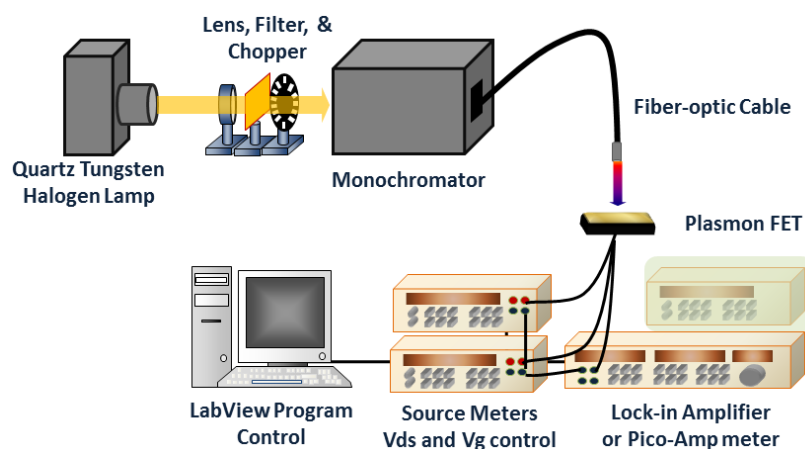 Lens, Filter, &
Chopper
Fiber-optic Cable
Quartz Tungsten
Halogen Lamp
Monochromator
Plasmon FET
LabView Program
Control
Source Meters
Vds and Vg control
Lock-in Amplifier
or Pico-Amp meter